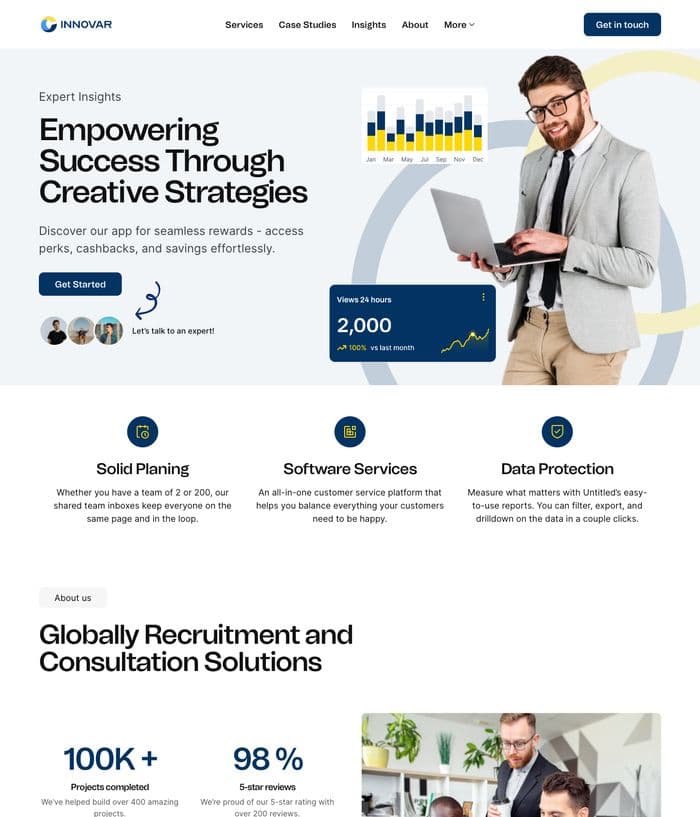 INNOVAR
Services
Case Studies
Insights
About
More
Get in touch
Expert Insights
Empowering
Success Through
Creative Strategies
Discover our app for seamless rewards - access
perks, cashbacks, and savings effortlessly.
Get Started
Let's talk to an expert!
Jan Mar May Jul Sep Nov Dec
Views 24 hours
2,000
100% vs last month
Solid Planing
Whether you have a team of 2 or 200, our
shared team inboxes keep everyone on the
same page and in the loop.
Software Services
An all-in-one customer service platform that
helps you balance everything your customers
need to be happy.
Data Protection
Measure what matters with Untitled's easy-
to-use reports. You can filter, export, and
drilldown on the data in a couple clicks.
About us
Globally Recruitment and
Consultation Solutions
100K +
Projects completed
We've helped build over 400 amazing
projects.
98 %
5-star reviews
We're proud of our 5-star rating with
over 200 reviews.